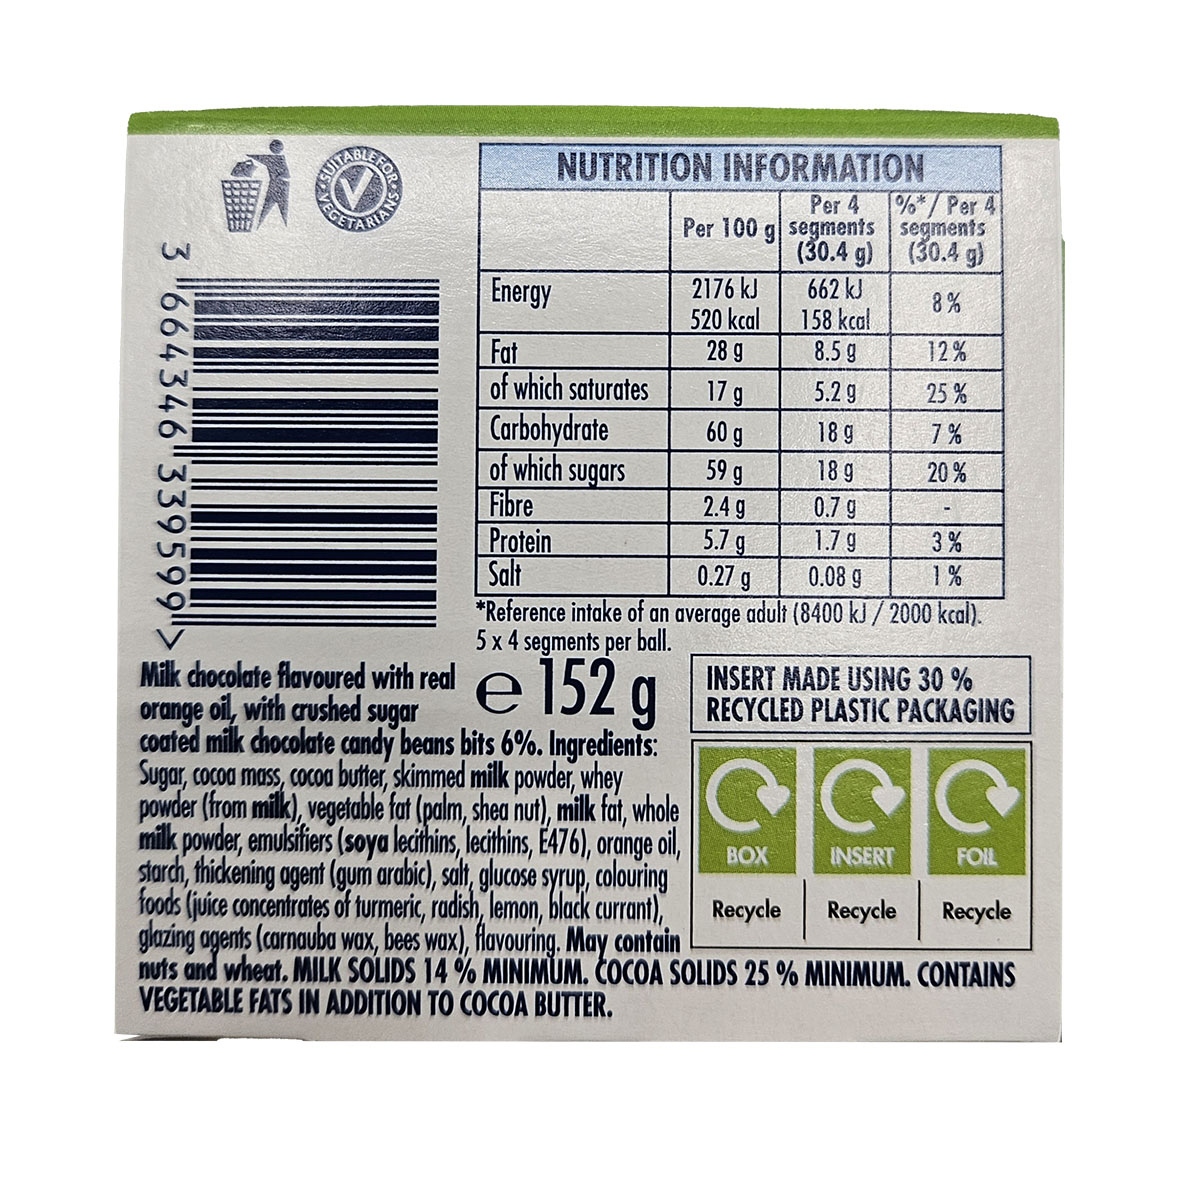 SUITABLE FOR VEGETARIANS
3 664346 339599 >
NUTRITION INFORMATION
Per 100 g
Per 4 segments (30.4 g)
%*/ Per 4 segments (30.4 g)
Energy 2176 kJ 520 kcal 662 kJ 158 kcal 8 %
Fat 28 g 8.5 g 12 %
of which saturates 17 g 5.2 g 25 %
Carbohydrate 60 g 18 g 7 %
of which sugars 59 g 18 g 20 %
Fibre 2.4 g 0.7 g -
Protein 5.7 g 1.7 g 3 %
Salt 0.27 g 0.08 g 1 %
*Reference intake of an average adult (8400 kJ / 2000 kcal).
5 x 4 segments per ball.
e 152 g
Milk chocolate flavoured with real
orange oil, with crushed sugar
coated milk chocolate candy beans bits 6%. Ingredients:
Sugar, cocoa mass, cocoa butter, skimmed milk powder, whey
powder (from milk), vegetable fat (palm, shea nut), milk fat, whole
milk powder, emulsifiers (soya lecithins, lecithins, E476), orange oil,
starch, thickening agent (gum arabic), salt, glucose syrup, colouring
foods (juice concentrates of turmeric, radish, lemon, black currant),
glazing agents (carnauba wax, bees wax), flavouring. May contain
nuts and wheat. MILK SOLIDS 14 % MINIMUM. COCOA SOLIDS 25 % MINIMUM. CONTAINS
VEGETABLE FATS IN ADDITION TO COCOA BUTTER.
INSERT MADE USING 30 %
RECYCLED PLASTIC PACKAGING
BOX INSERT FOIL
Recycle Recycle Recycle